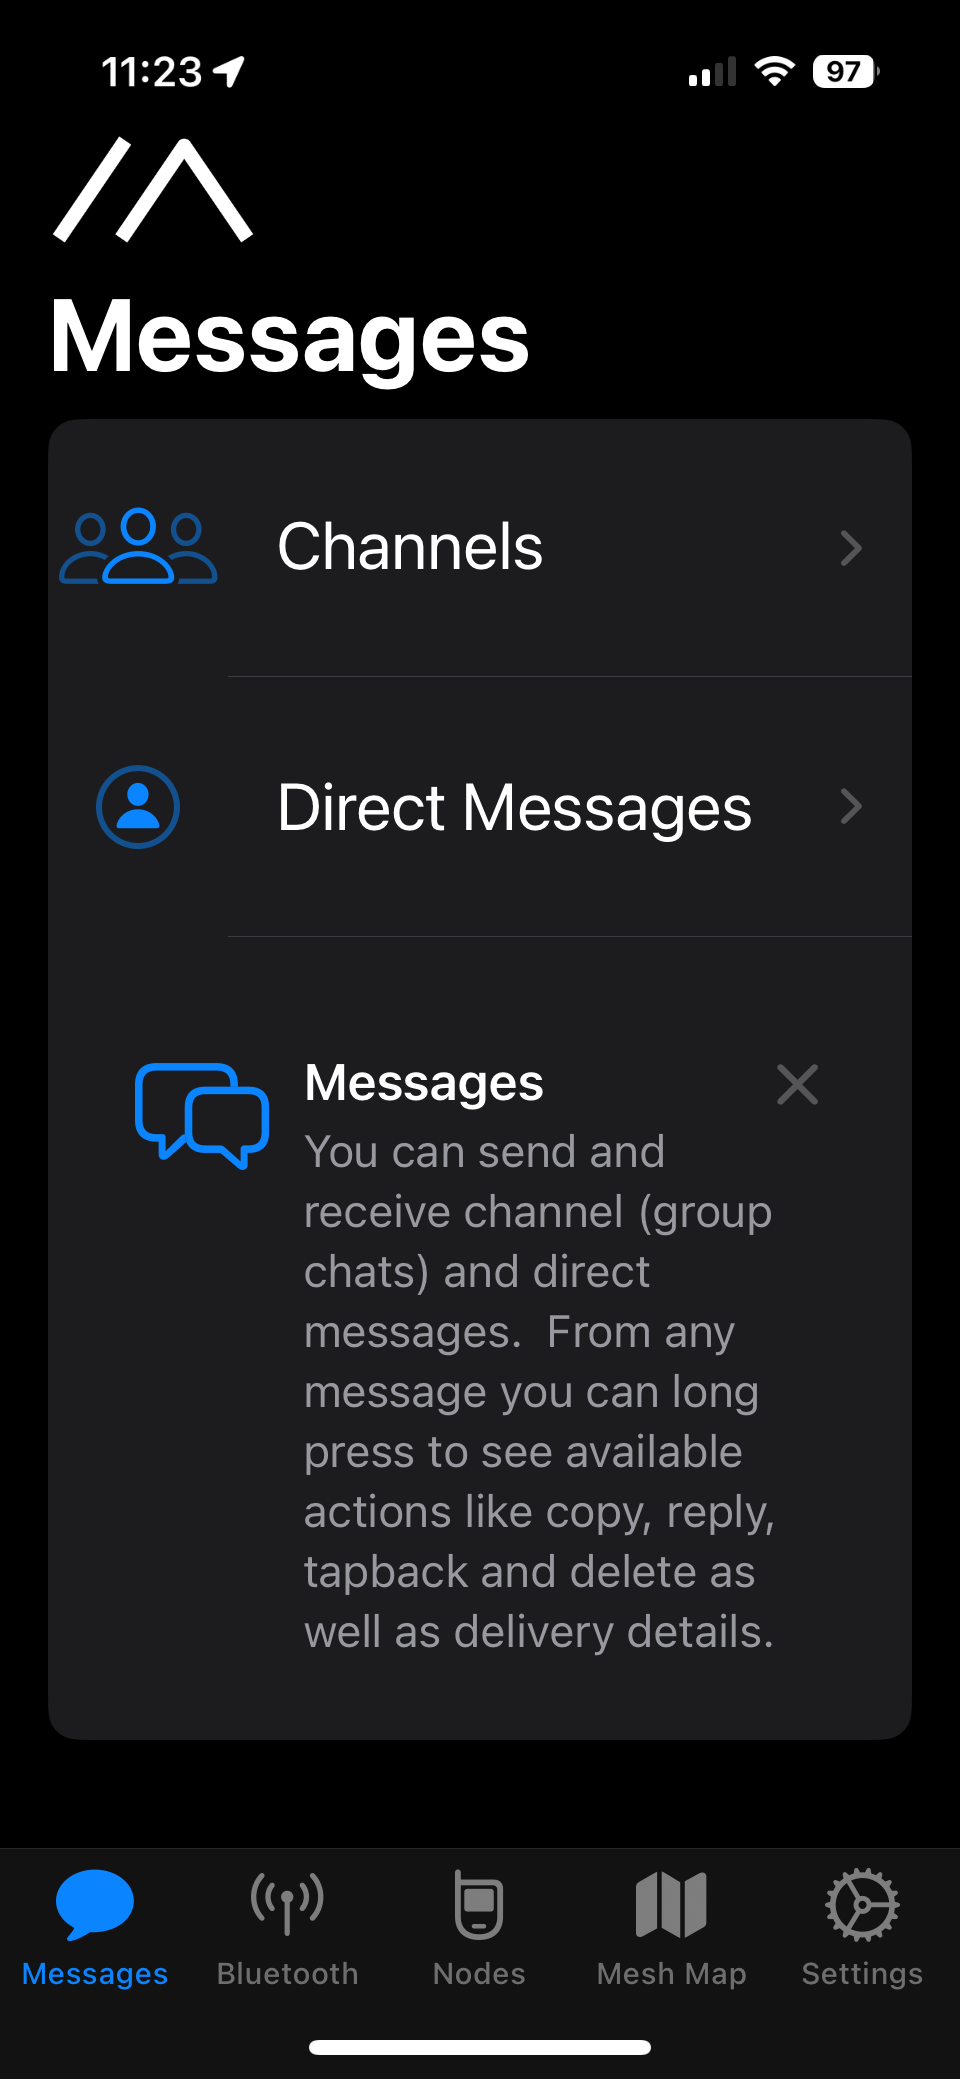 11:23
97
Messages
Channels
Direct Messages
Messages
You can send and
receive channel (group
chats) and direct
messages.  From any
message you can long
press to see available
actions like copy, reply,
tapback and delete as
well as delivery details.
Messages Bluetooth Nodes Mesh Map Settings